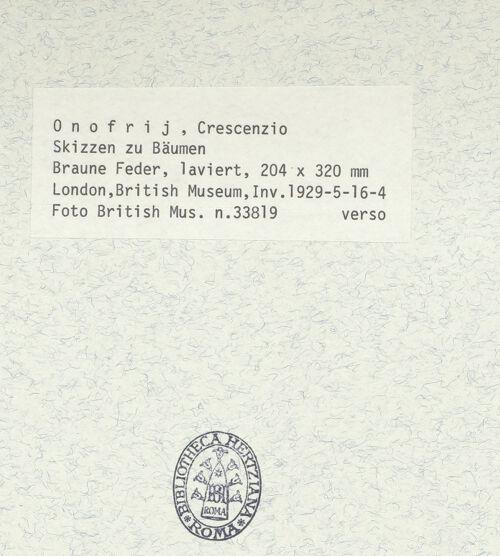 O n o f r i j , Crescenzio
Skizzen zu Bäumen
Braune Feder, laviert, 204 x 320 mm
London,British Museum,Inv.1929-5-16-4
Foto British Mus. n.33819 verso
*BIBLIOTHECA HERTZIANA*
ROMA
ROMA